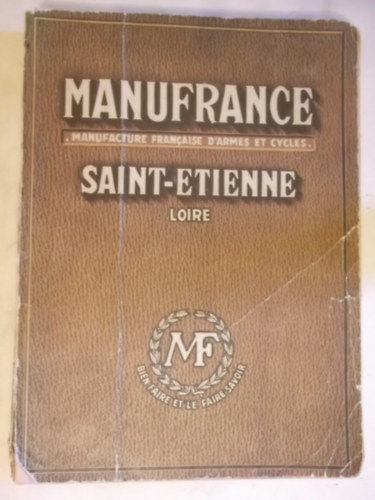 MANUFRANCE
. MANUFACTURE FRANÇAISE D'ARMES ET CYCLES .
SAINT-ETIENNE
LOIRE
MF
BIEN FAIRE ET LE FAIRE SAVOIR